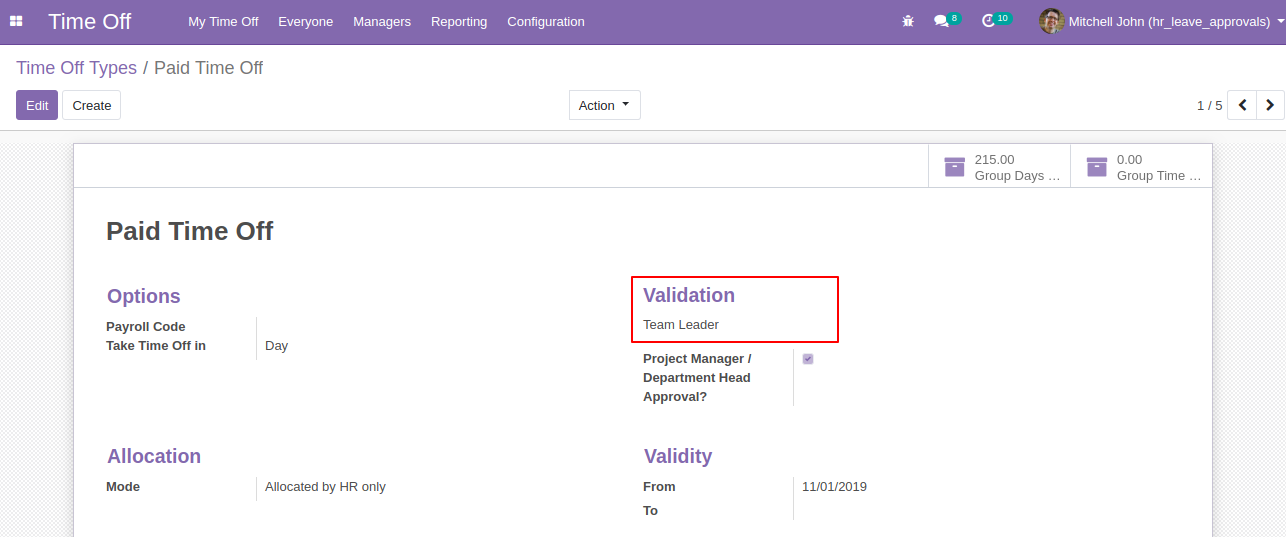 Time Off My Time Off Everyone Managers Reporting Configuration 8 10 Mitchell John (hr_leave_approvals)
Time Off Types / Paid Time Off
Edit Create Action 1 / 5
215.00
Group Days ...
0.00
Group Time ...
Paid Time Off
Options
Payroll Code
Take Time Off in Day
Validation
Team Leader
Project Manager /
Department Head
Approval?
Allocation
Mode Allocated by HR only
Validity
From 11/01/2019
To